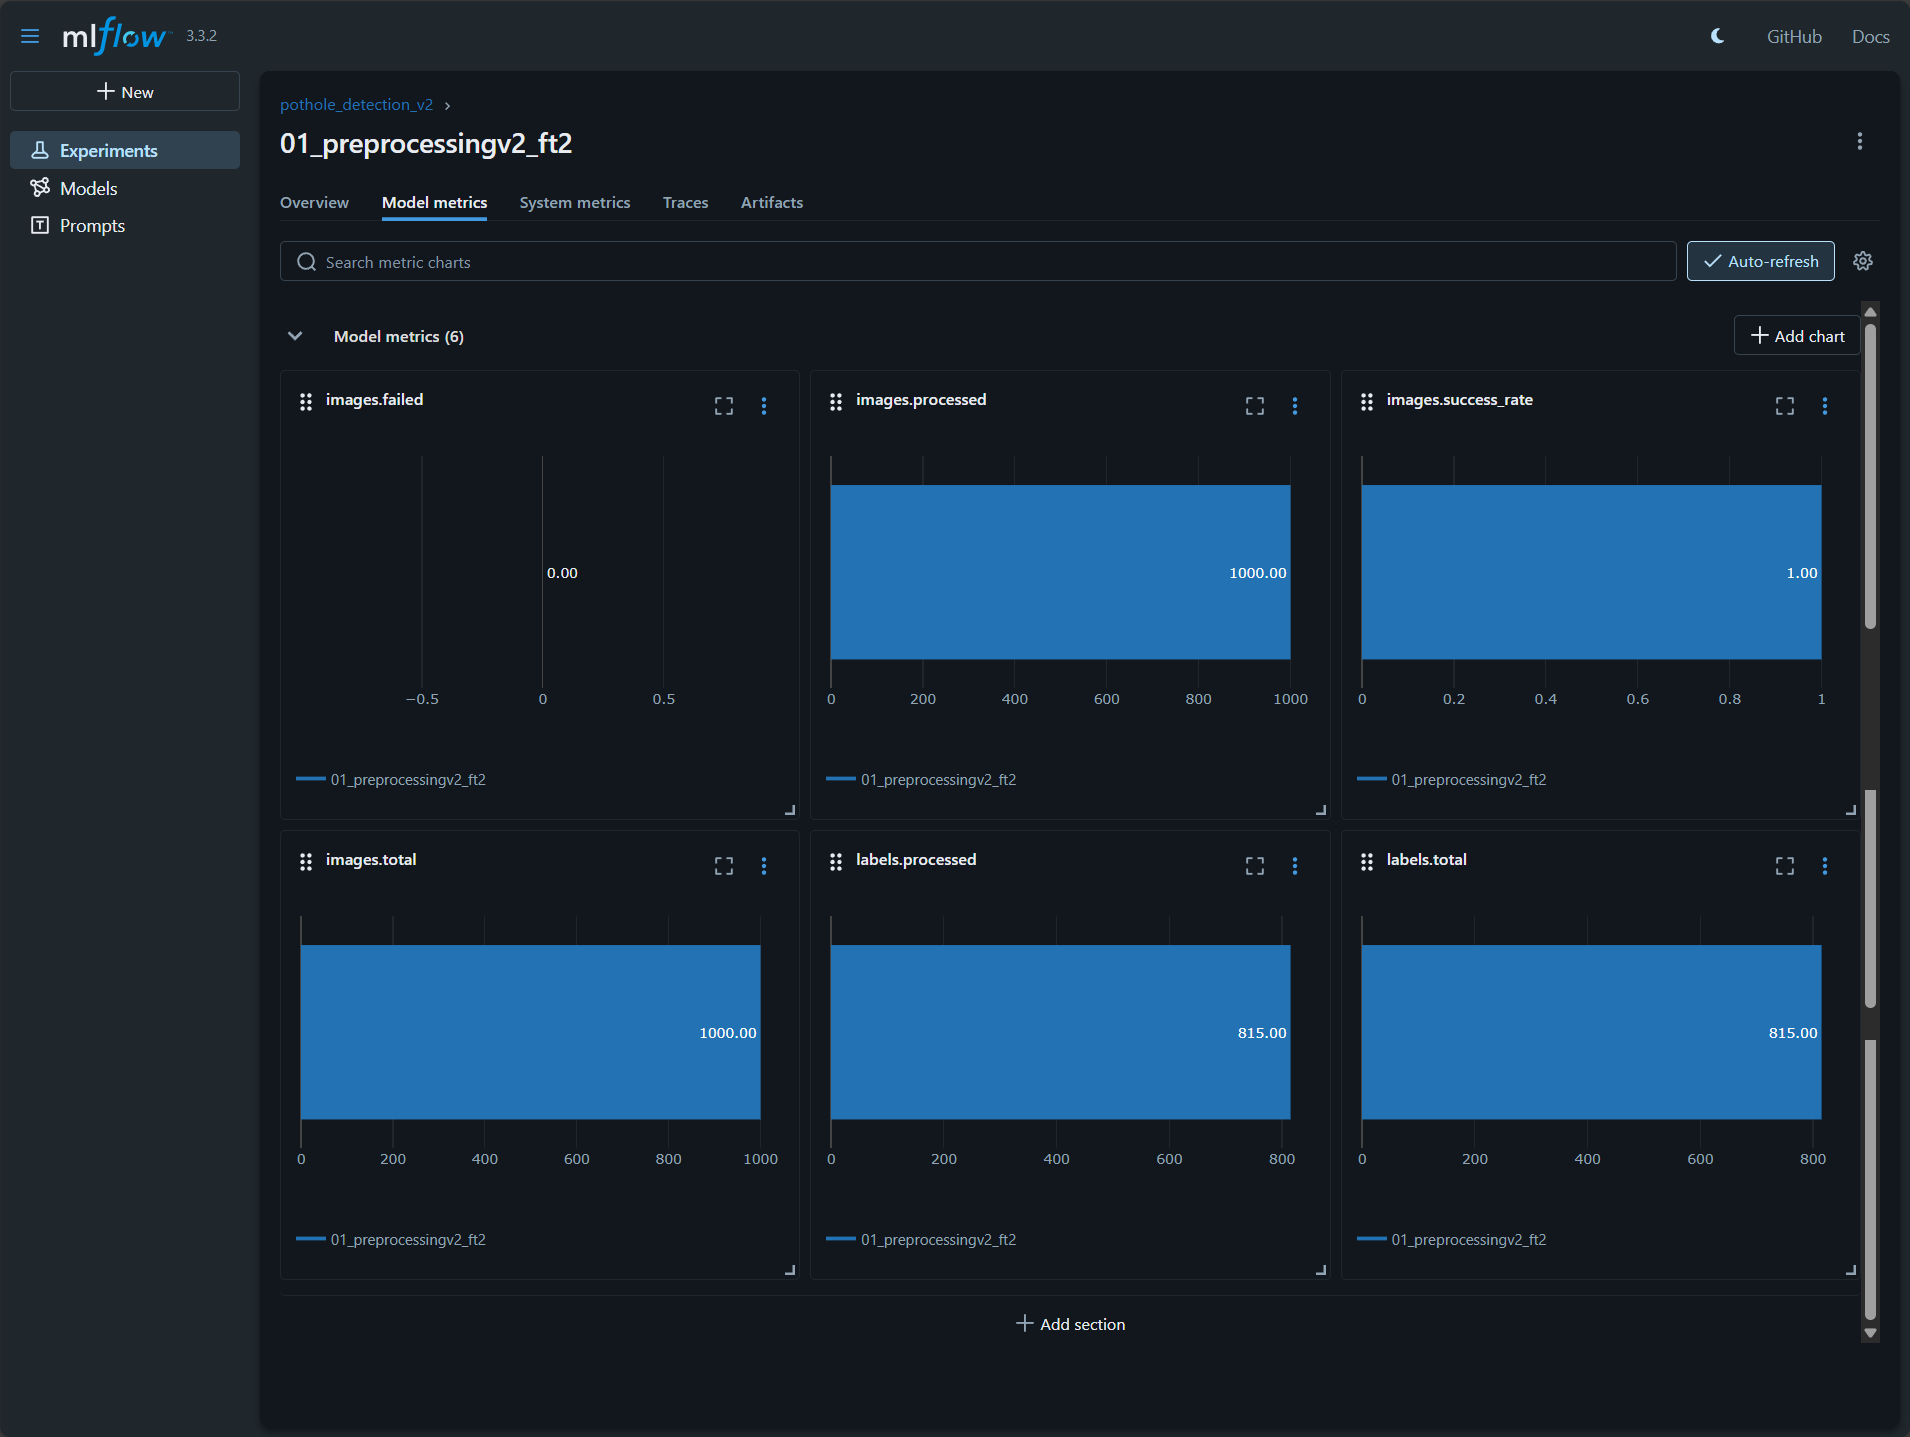 mlflow 3.3.2
GitHub Docs
New
Experiments
Models
Prompts
pothole_detection_v2
01_preprocessingv2_ft2
Overview Model metrics System metrics Traces Artifacts
Search metric charts
Auto-refresh
Model metrics (6)
Add chart
images.failed
0.00
−0.5 0 0.5
01_preprocessingv2_ft2
images.processed
1000.00
0 200 400 600 800 1000
01_preprocessingv2_ft2
images.success_rate
1.00
0 0.2 0.4 0.6 0.8 1
01_preprocessingv2_ft2
images.total
1000.00
0 200 400 600 800 1000
01_preprocessingv2_ft2
labels.processed
815.00
0 200 400 600 800
01_preprocessingv2_ft2
labels.total
815.00
0 200 400 600 800
01_preprocessingv2_ft2
Add section